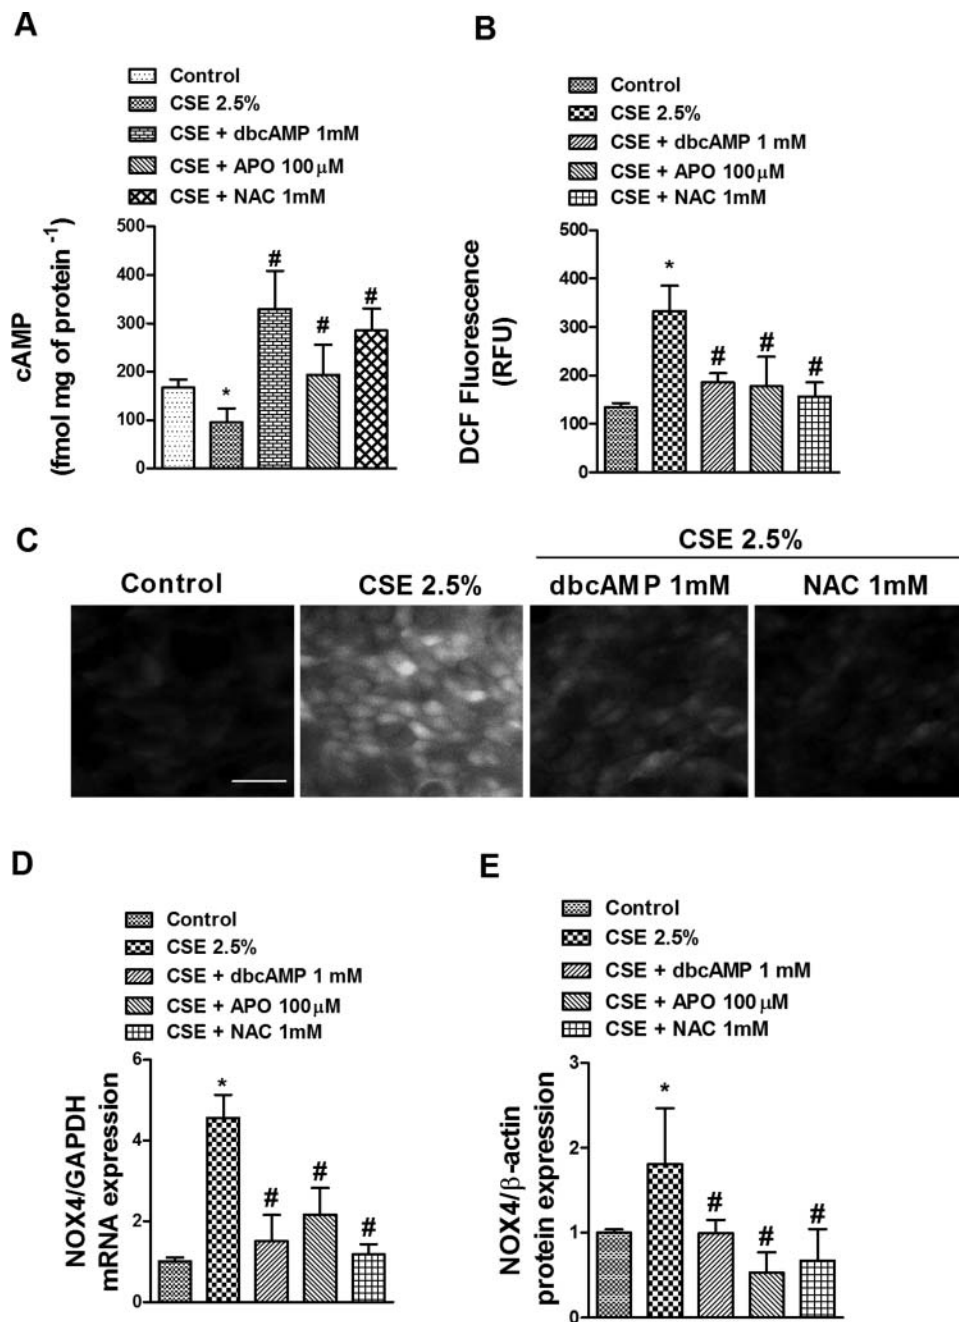 A
Control
CSE 2.5%
CSE + dbcAMP 1mM
CSE + APO 100μM
CSE + NAC 1mM
cAMP
(fmol mg of protein ⁻¹)
500
400
300
200
100
0
*
#
#
#
B
Control
CSE 2.5%
CSE + dbcAMP 1 mM
CSE + APO 100μM
CSE + NAC 1mM
DCF Fluorescence
(RFU)
500
400
300
200
100
0
*
#
#
#
C
CSE 2.5%
Control
CSE 2.5%
dbcAMP 1mM
NAC 1mM
D
Control
CSE 2.5%
CSE + dbcAMP 1 mM
CSE + APO 100μM
CSE + NAC 1mM
NOX4/GAPDH
mRNA expression
6
4
2
0
*
#
#
#
E
Control
CSE 2.5%
CSE + dbcAMP 1 mM
CSE + APO 100μM
CSE + NAC 1mM
NOX4/β-actin
protein expression
3
2
1
0
*
#
#
#